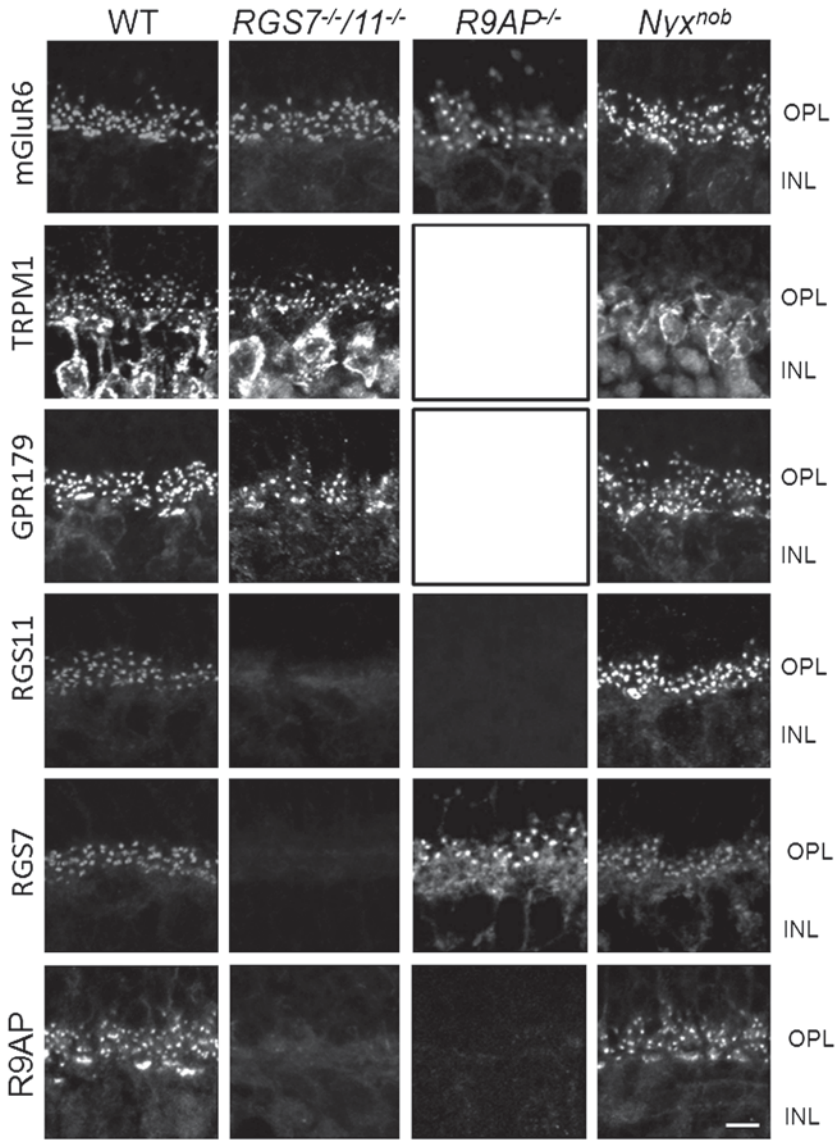 WT RGS7-/-/11-/- R9AP-/- Nyxnob
mGluR6 OPL
INL
TRPM1 OPL
INL
GPR179 OPL
INL
RGS11 OPL
INL
RGS7 OPL
INL
R9AP OPL
INL